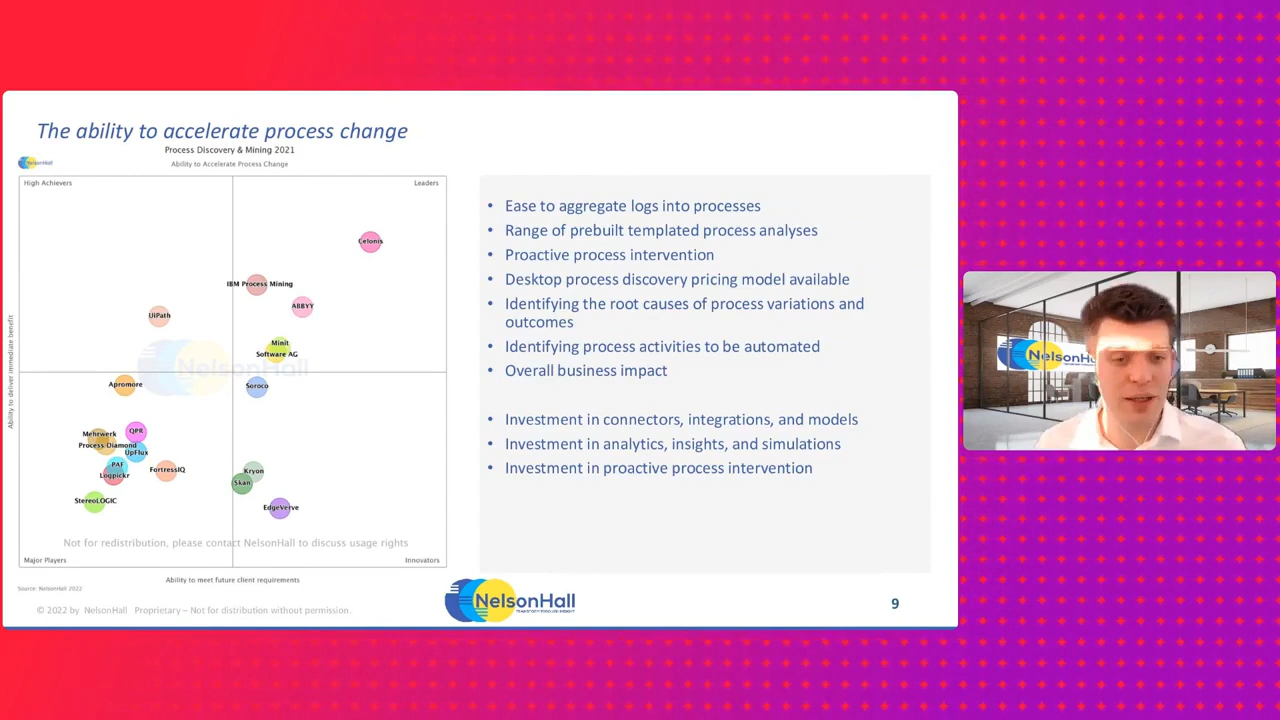 The ability to accelerate process change
Process Discovery & Mining 2021
NelsonHall
Ability to Accelerate Process Change
High Achievers
Leaders
Celonis
IBM Process Mining
ABBYY
UiPath
Minit
Software AG
NelsonHall
Apromore
Soroco
Mehrwerk
QPR
Process Diamond
UpFlux
PAF
Logpickr
FortressIQ
Kryon
Skan
StereoLOGIC
EdgeVerve
Not for redistribution, please contact NelsonHall to discuss usage rights
Major Players
Innovators
Ability to deliver immediate benefit
Ability to meet future client requirements
Source: NelsonHall 2022
• Ease to aggregate logs into processes
• Range of prebuilt templated process analyses
• Proactive process intervention
• Desktop process discovery pricing model available
• Identifying the root causes of process variations and
outcomes
• Identifying process activities to be automated
• Overall business impact
• Investment in connectors, integrations, and models
• Investment in analytics, insights, and simulations
• Investment in proactive process intervention
© 2022 by NelsonHall Proprietary – Not for distribution without permission.
NelsonHall
TRANSFORM THROUGH INSIGHT
9
NelsonHall